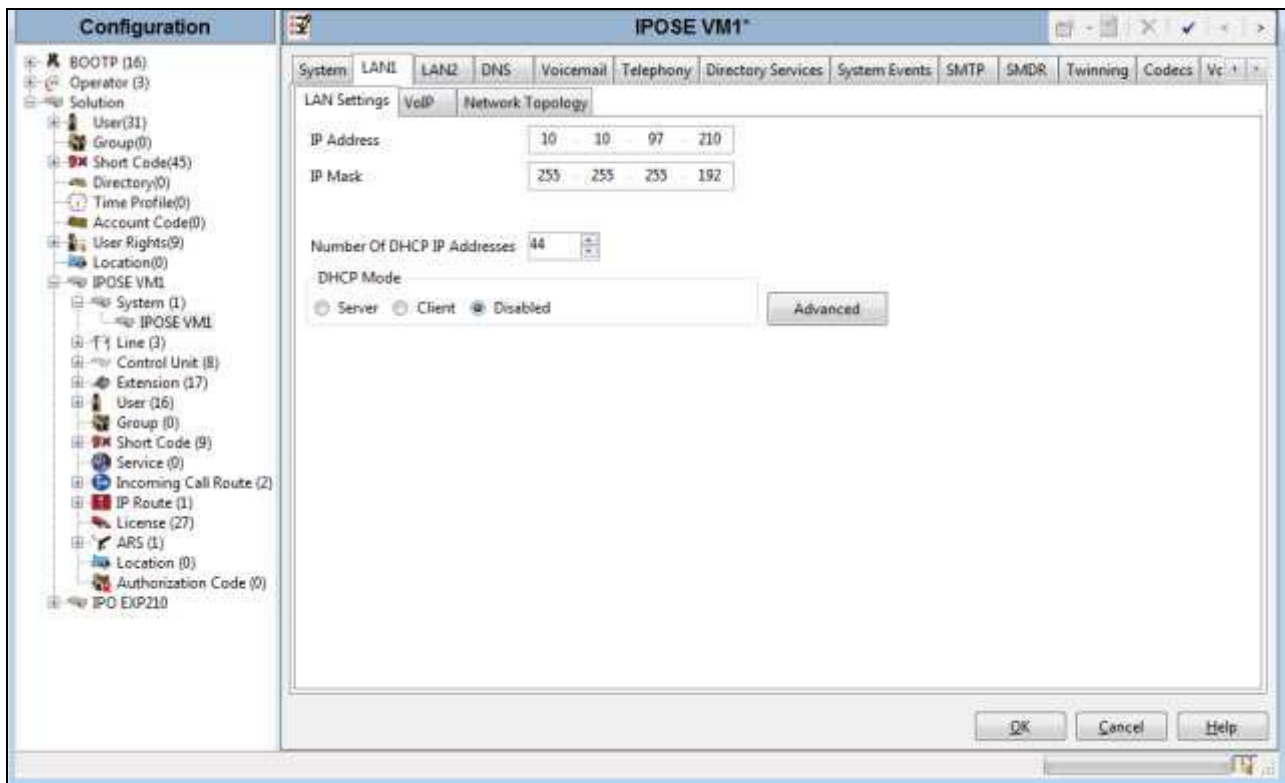 Configuration
BOOTP (16)
Operator (3)
Solution
User(31)
Group(0)
Short Code(45)
Directory(0)
Time Profile(0)
Account Code(0)
User Rights(9)
Location(0)
IPOSE VM1
System (1)
IPOSE VM1
Line (3)
Control Unit (8)
Extension (17)
User (16)
Group (0)
Short Code (9)
Service (0)
Incoming Call Route (2)
IP Route (1)
License (27)
ARS (1)
Location (0)
Authorization Code (0)
IPO EXP210
IPOSE VM1*
System LAN1 LAN2 DNS Voicemail Telephony Directory Services System Events SMTP SMDR Twinning Codecs
LAN Settings VoIP Network Topology
IP Address 10 10 97 210
IP Mask 255 255 255 192
Number Of DHCP IP Addresses 44
DHCP Mode
Server Client Disabled Advanced
OK Cancel Help